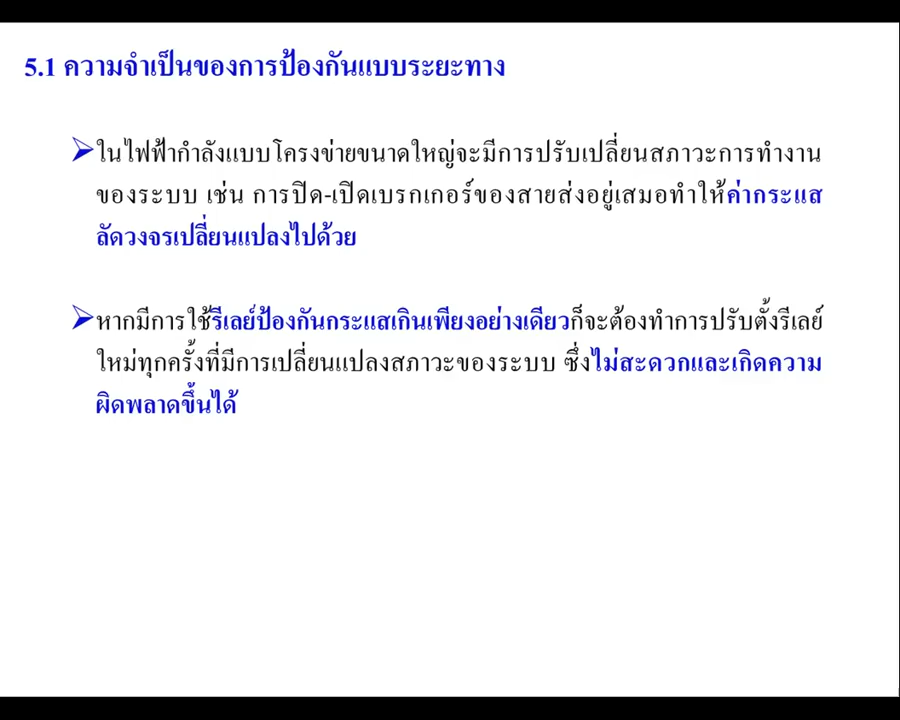 5.1 ความจำเป็นของการป้องกันแบบระยะทาง
ในไฟฟ้ากำลังแบบโครงข่ายขนาดใหญ่จะมีการปรับเปลี่ยนสภาวะการทำงาน
ของระบบ เช่น การปิด-เปิดเบรกเกอร์ของสายส่งอยู่เสมอทำให้ค่ากระแส
ลัดวงจรเปลี่ยนแปลงไปด้วย
หากมีการใช้รีเลย์ป้องกันกระแสเกินเพียงอย่างเดียวก็จะต้องทำการปรับตั้งรีเลย์
ใหม่ทุกครั้งที่มีการเปลี่ยนแปลงสภาวะของระบบ ซึ่งไม่สะดวกและเกิดความ
ผิดพลาดขึ้นได้